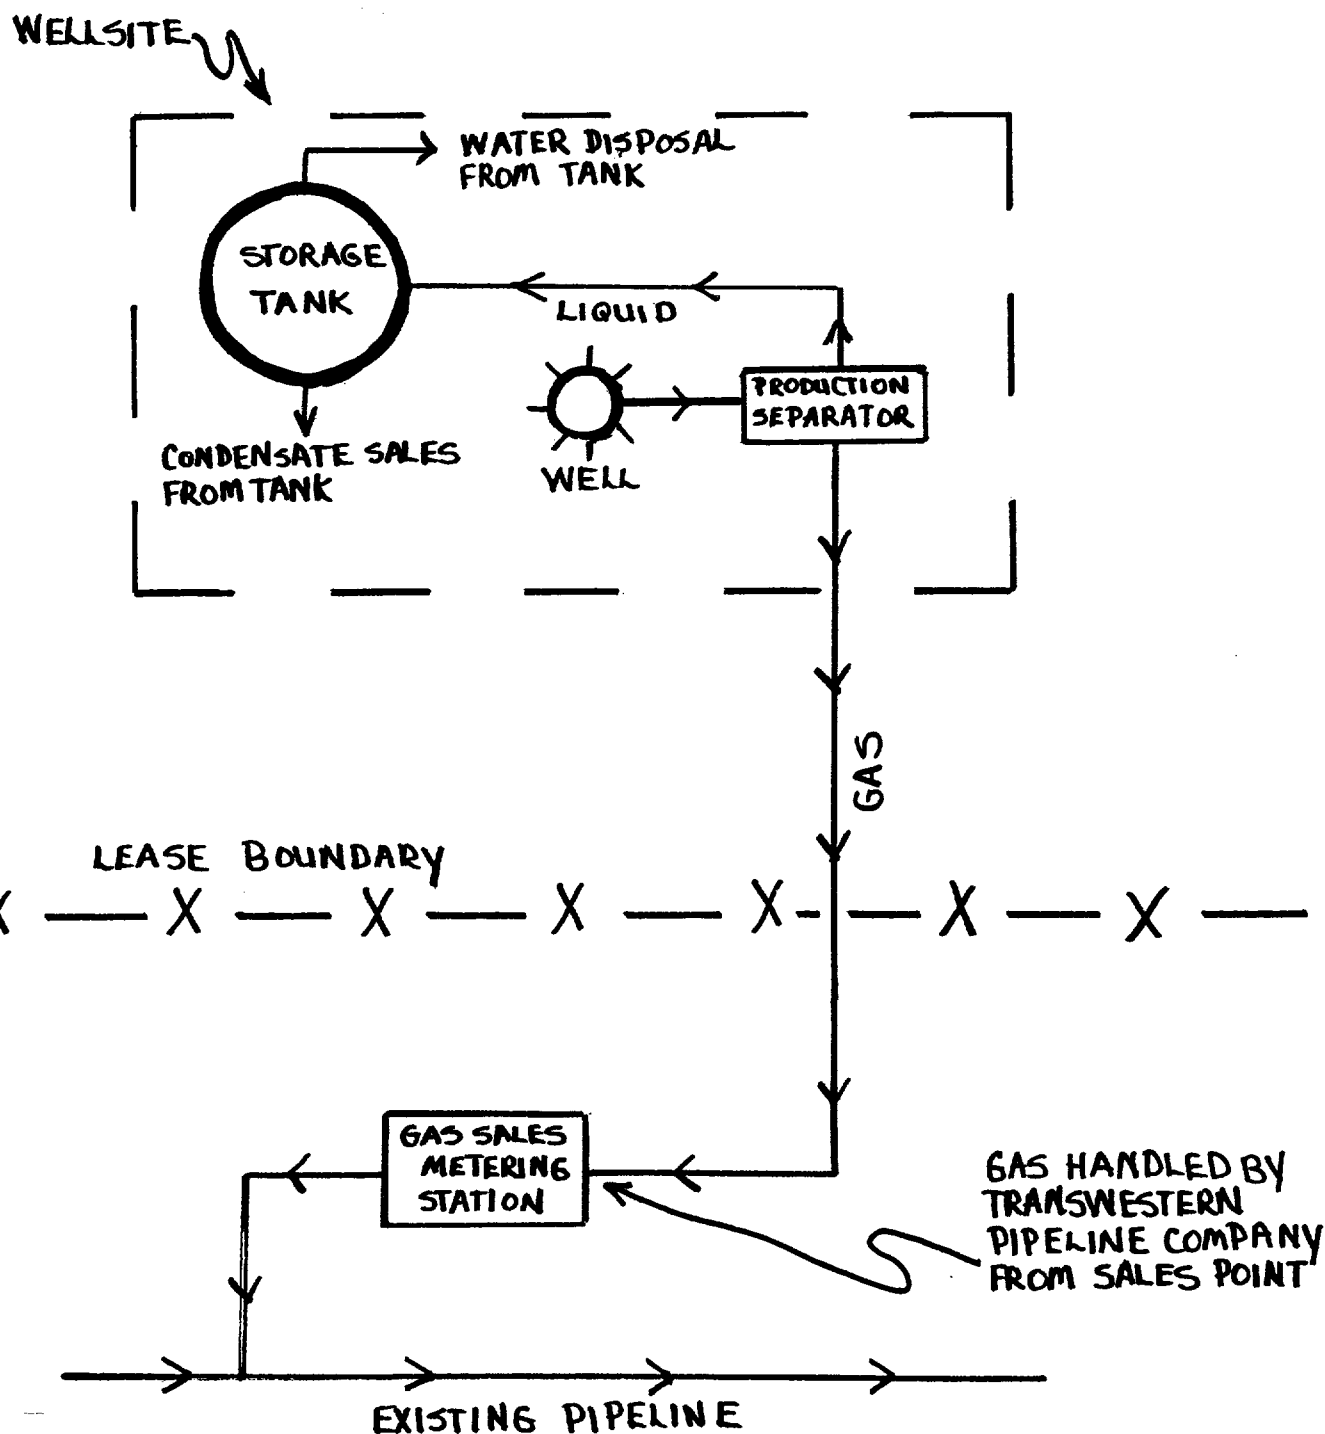 WELLSITE
WATER DISPOSAL
FROM TANK
STORAGE
TANK
LIQUID
PRODUCTION
SEPARATOR
WELL
CONDENSATE SALES
FROM TANK
GAS
LEASE BOUNDARY
GAS SALES
METERING
STATION
GAS HANDLED BY
TRANSWESTERN
PIPELINE COMPANY
FROM SALES POINT
EXISTING PIPELINE